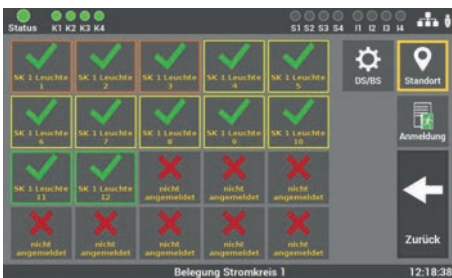 Status K1 K2 K3 K4 S1 S2 S3 S4 I1 I2 I3 I4
SK 1 Leuchte
1
SK 1 Leuchte
2
SK 1 Leuchte
3
SK 1 Leuchte
4
SK 1 Leuchte
5
DS/BS
Standort
SK 1 Leuchte
6
SK 1 Leuchte
7
SK 1 Leuchte
8
SK 1 Leuchte
9
SK 1 Leuchte
10
Anmeldung
SK 1 Leuchte
11
SK 1 Leuchte
12
nicht
angemeldet
nicht
angemeldet
nicht
angemeldet
nicht
angemeldet
nicht
angemeldet
nicht
angemeldet
nicht
angemeldet
nicht
angemeldet
Zurück
Belegung Stromkreis 1
12:18:38